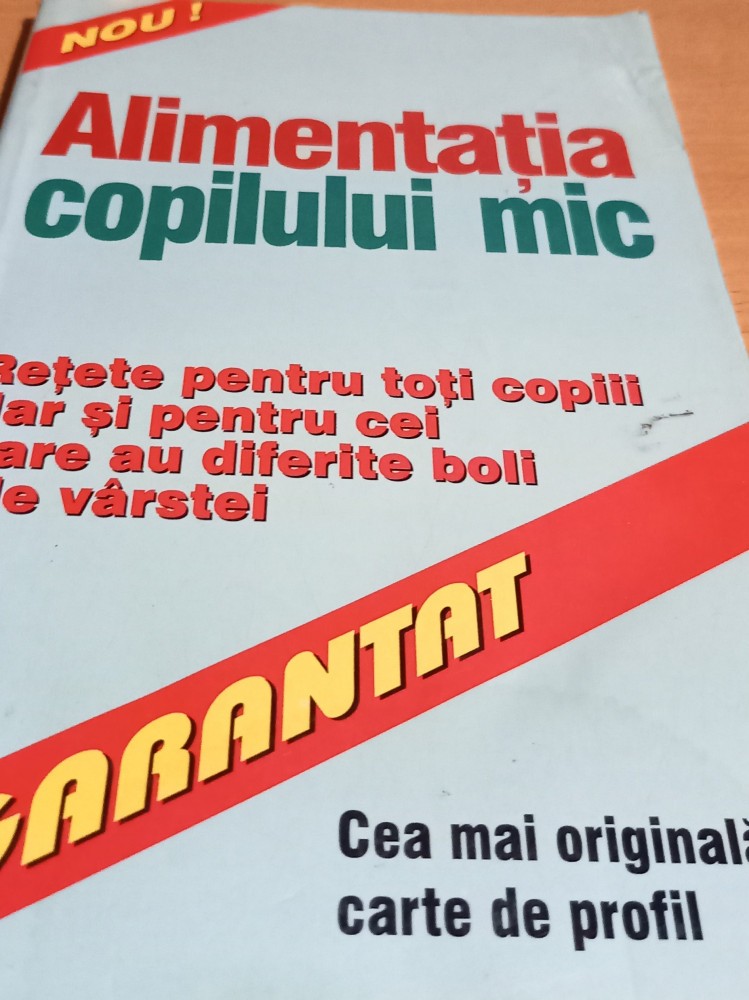 NOU !
Alimentația
copilului mic
Rețete pentru toți copiii
dar și pentru cei
care au diferite boli
ale vârstei
GARANTAT
Cea mai originală
carte de profil